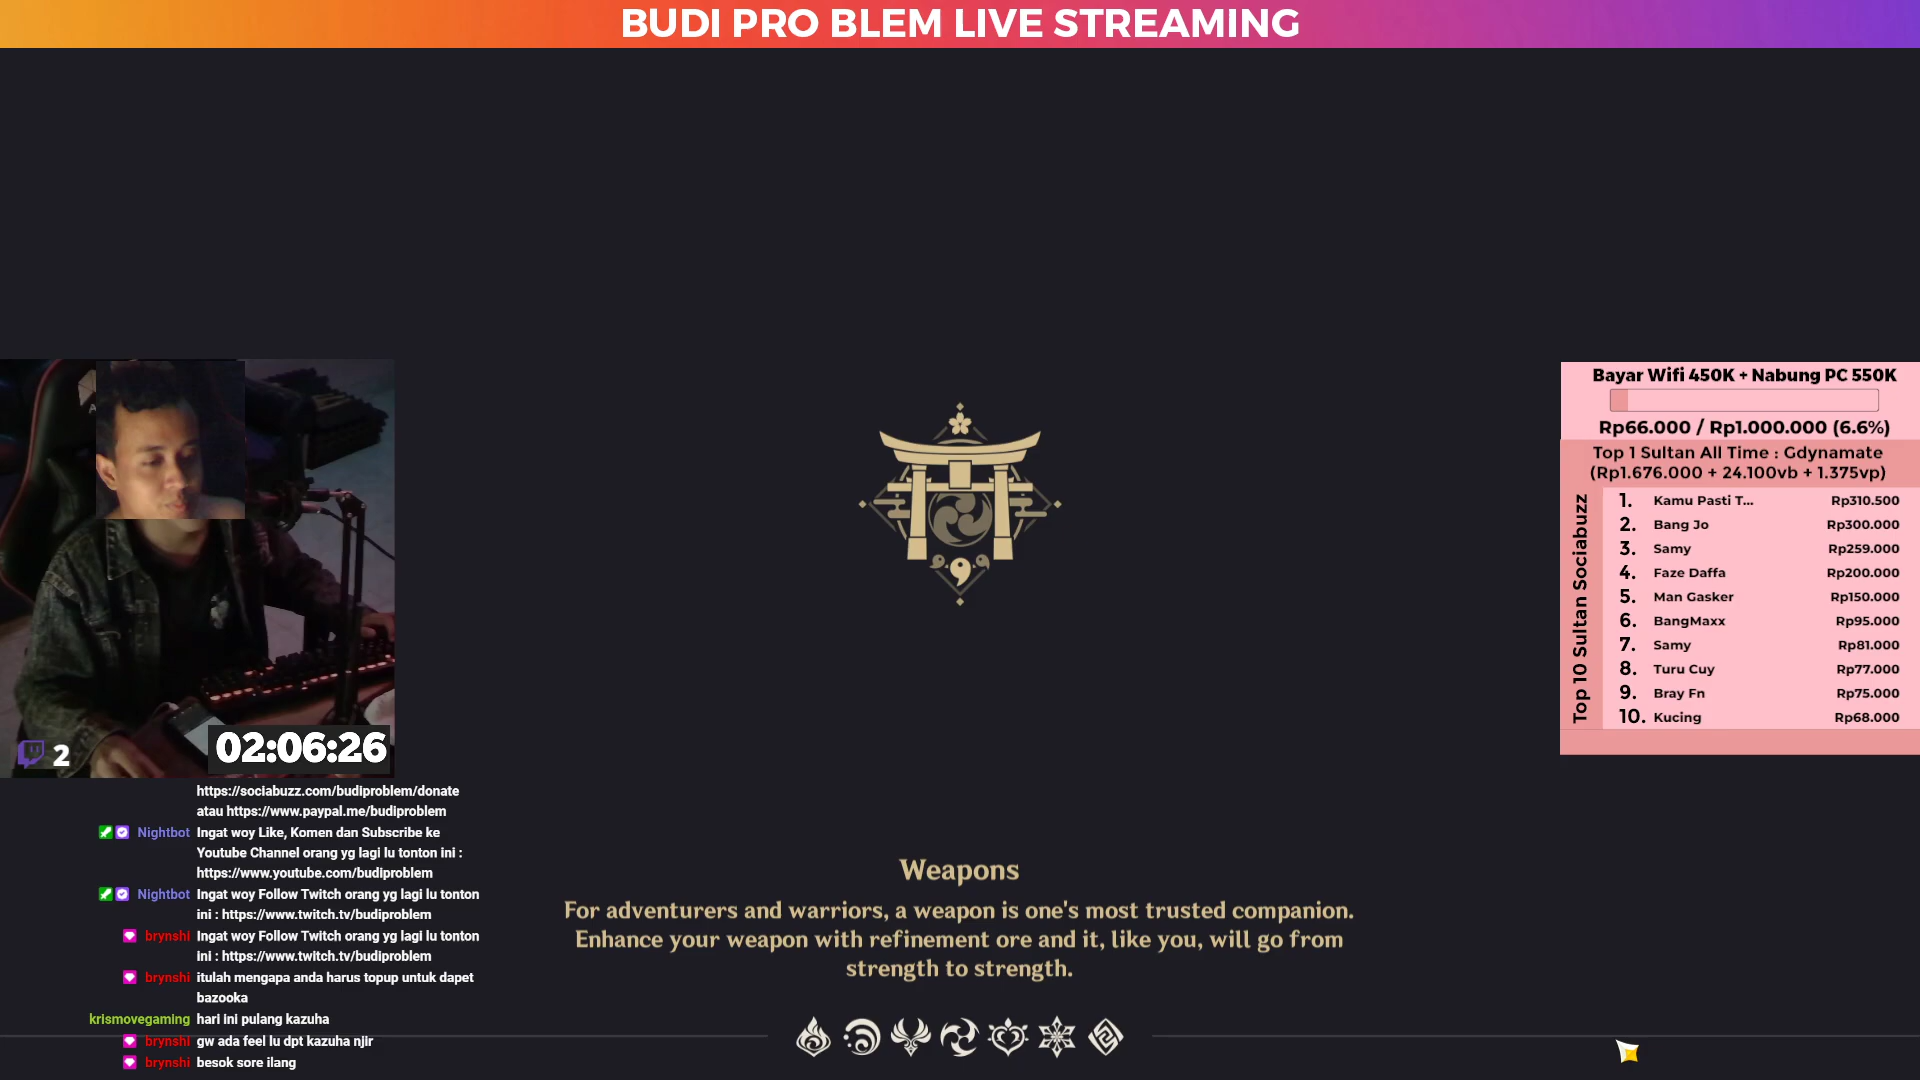 BUDI PRO BLEM LIVE STREAMING
2
02:06:26
https://sociabuzz.com/budiproblem/donate
atau https://www.paypal.me/budiproblem
Nightbot Ingat woy Like, Komen dan Subscribe ke
Youtube Channel orang yg lagi lu tonton ini :
https://www.youtube.com/budiproblem
Nightbot Ingat woy Follow Twitch orang yg lagi lu tonton
ini : https://www.twitch.tv/budiproblem
brynshi Ingat woy Follow Twitch orang yg lagi lu tonton
ini : https://www.twitch.tv/budiproblem
brynshi itulah mengapa anda harus topup untuk dapet
bazooka
krismovegaming hari ini pulang kazuha
brynshi gw ada feel lu dpt kazuha njir
brynshi besok sore ilang
Weapons
For adventurers and warriors, a weapon is one's most trusted companion.
Enhance your weapon with refinement ore and it, like you, will go from
strength to strength.
Bayar Wifi 450K + Nabung PC 550K
Rp66.000 / Rp1.000.000 (6.6%)
Top 1 Sultan All Time : Gdynamate
(Rp1.676.000 + 24.100vb + 1.375vp)
Top 10 Sultan Sociabuzz
1. Kamu Pasti T... Rp310.500
2. Bang Jo Rp300.000
3. Samy Rp259.000
4. Faze Daffa Rp200.000
5. Man Gasker Rp150.000
6. BangMaxx Rp95.000
7. Samy Rp81.000
8. Turu Cuy Rp77.000
9. Bray Fn Rp75.000
10. Kucing Rp68.000